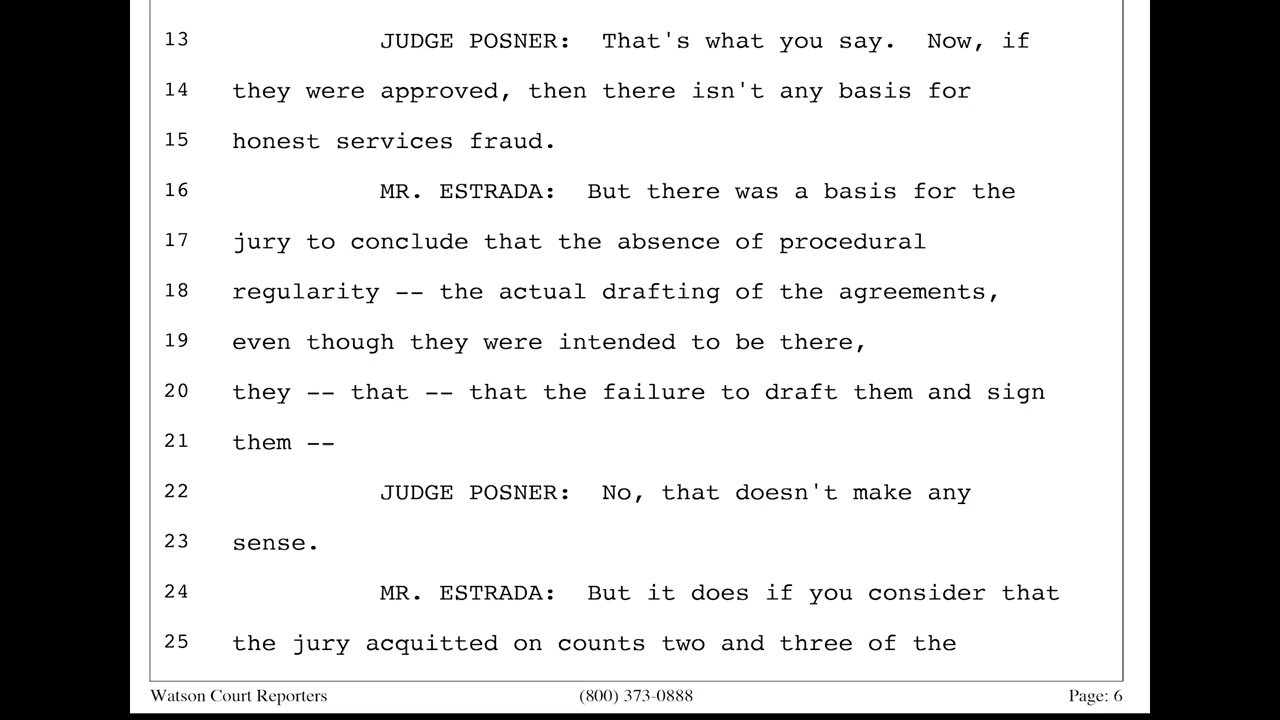 13 JUDGE POSNER: That's what you say. Now, if
14 they were approved, then there isn't any basis for
15 honest services fraud.
16 MR. ESTRADA: But there was a basis for the
17 jury to conclude that the absence of procedural
18 regularity -- the actual drafting of the agreements,
19 even though they were intended to be there,
20 they -- that -- that the failure to draft them and sign
21 them --
22 JUDGE POSNER: No, that doesn't make any
23 sense.
24 MR. ESTRADA: But it does if you consider that
25 the jury acquitted on counts two and three of the
Watson Court Reporters (800) 373-0888 Page: 6